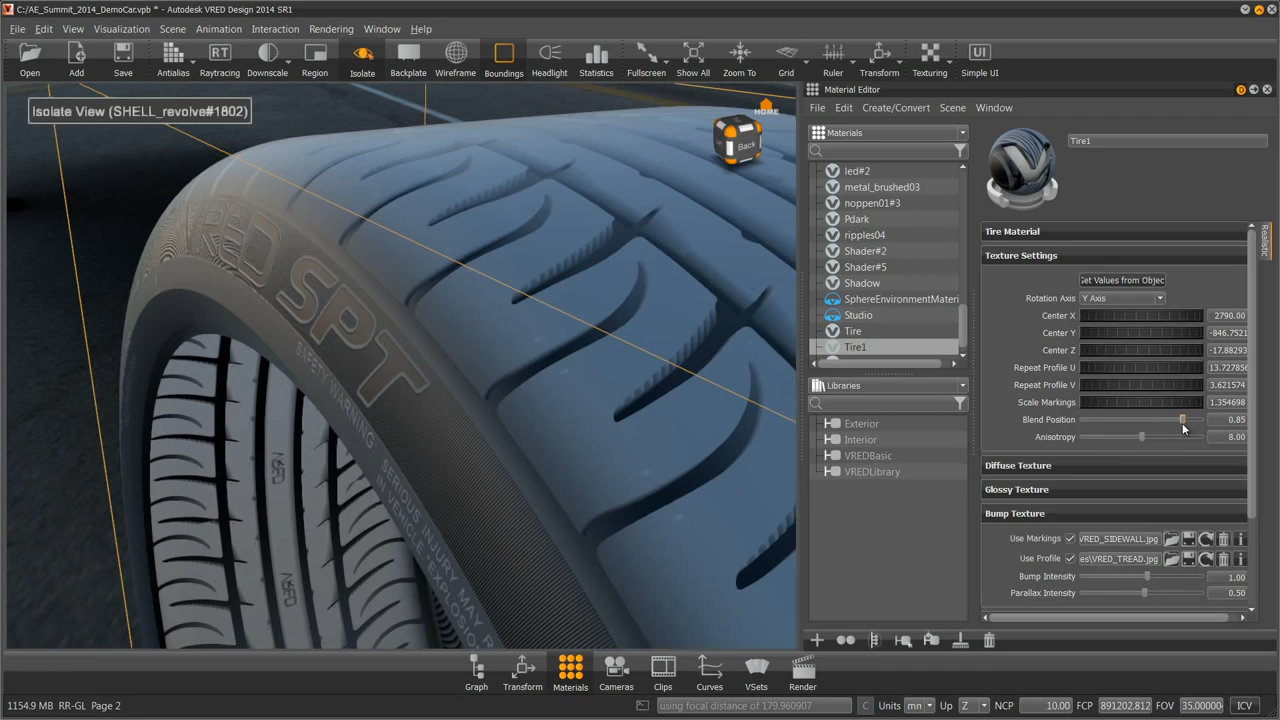 C:/AE_Summit_2014_DemoCar.vpb * - Autodesk VRED Design 2014 SR1
File Edit View Visualization Scene Animation Interaction Rendering Window Help
RT UI
Open Add Save Antialias Raytracing Downscale Region Isolate Backplate Wireframe Boundings Headlight Statistics Fullscreen Show All Zoom To Grid Ruler Transform Texturing Simple UI
Isolate View (SHELL_revolve#1802)
HOME
Back
RED SPT
SAFETY WARNING
SERIOUS INJURY MAY R
IN VEHICLE
EXPLOSION
Material Editor
File Edit Create/Convert Scene Window
Materials
led#2
metal_brushed03
noppen01#3
Pdark
ripples04
Shader#2
Shader#5
Shadow
SphereEnvironmentMateri
Studio
Tire
Tire1
Libraries
Exterior
Interior
VREDBasic
VREDLibrary
Tire1
Realistic
Tire Material
Texture Settings
Get Values from Objec
Rotation Axis Y Axis
Center X 2790.00
Center Y -846.7521
Center Z -17.88293
Repeat Profile U 13.727856
Repeat Profile V 3.621574
Scale Markings 1.354698
Blend Position 0.85
Anisotropy 8.00
Diffuse Texture
Glossy Texture
Bump Texture
Use Markings VRED_SIDEWALL.jpg
Use Profile es\VRED_TREAD.jpg
Bump Intensity 1.00
Parallax Intensity 0.50
Graph Transform Materials Cameras Clips Curves VSets Render
1154.9 MB RR-GL Page 2 using focal distance of 179.960907 C Units mn Up Z NCP 10.00 FCP 891202.812 FOV 35.00000 ICV